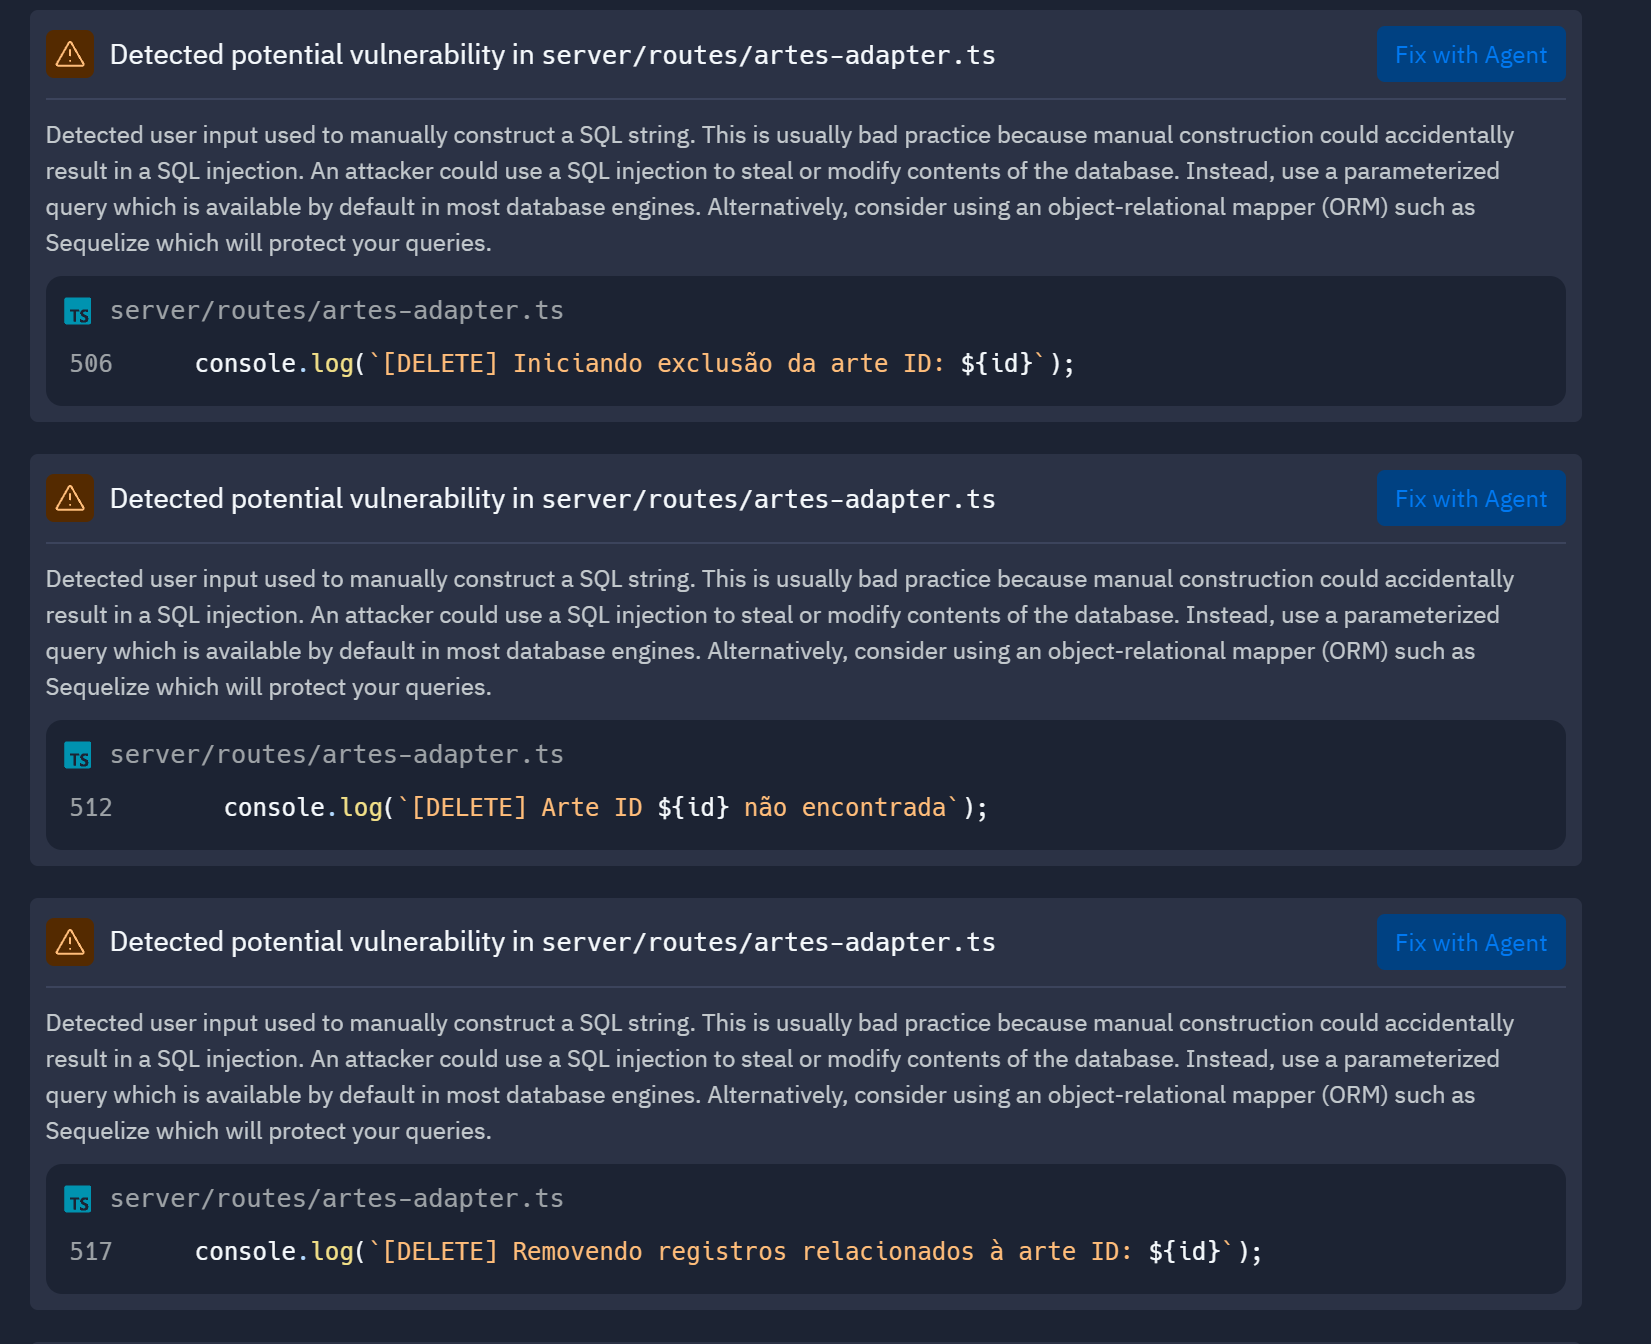 Detected potential vulnerability in server/routes/artes-adapter.ts
Fix with Agent
Detected user input used to manually construct a SQL string. This is usually bad practice because manual construction could accidentally
result in a SQL injection. An attacker could use a SQL injection to steal or modify contents of the database. Instead, use a parameterized
query which is available by default in most database engines. Alternatively, consider using an object-relational mapper (ORM) such as
Sequelize which will protect your queries.
TS server/routes/artes-adapter.ts
506 console.log(`[DELETE] Iniciando exclusão da arte ID: ${id}`);
Detected potential vulnerability in server/routes/artes-adapter.ts
Fix with Agent
Detected user input used to manually construct a SQL string. This is usually bad practice because manual construction could accidentally
result in a SQL injection. An attacker could use a SQL injection to steal or modify contents of the database. Instead, use a parameterized
query which is available by default in most database engines. Alternatively, consider using an object-relational mapper (ORM) such as
Sequelize which will protect your queries.
TS server/routes/artes-adapter.ts
512 console.log(`[DELETE] Arte ID ${id} não encontrada`);
Detected potential vulnerability in server/routes/artes-adapter.ts
Fix with Agent
Detected user input used to manually construct a SQL string. This is usually bad practice because manual construction could accidentally
result in a SQL injection. An attacker could use a SQL injection to steal or modify contents of the database. Instead, use a parameterized
query which is available by default in most database engines. Alternatively, consider using an object-relational mapper (ORM) such as
Sequelize which will protect your queries.
TS server/routes/artes-adapter.ts
517 console.log(`[DELETE] Removendo registros relacionados à arte ID: ${id}`);